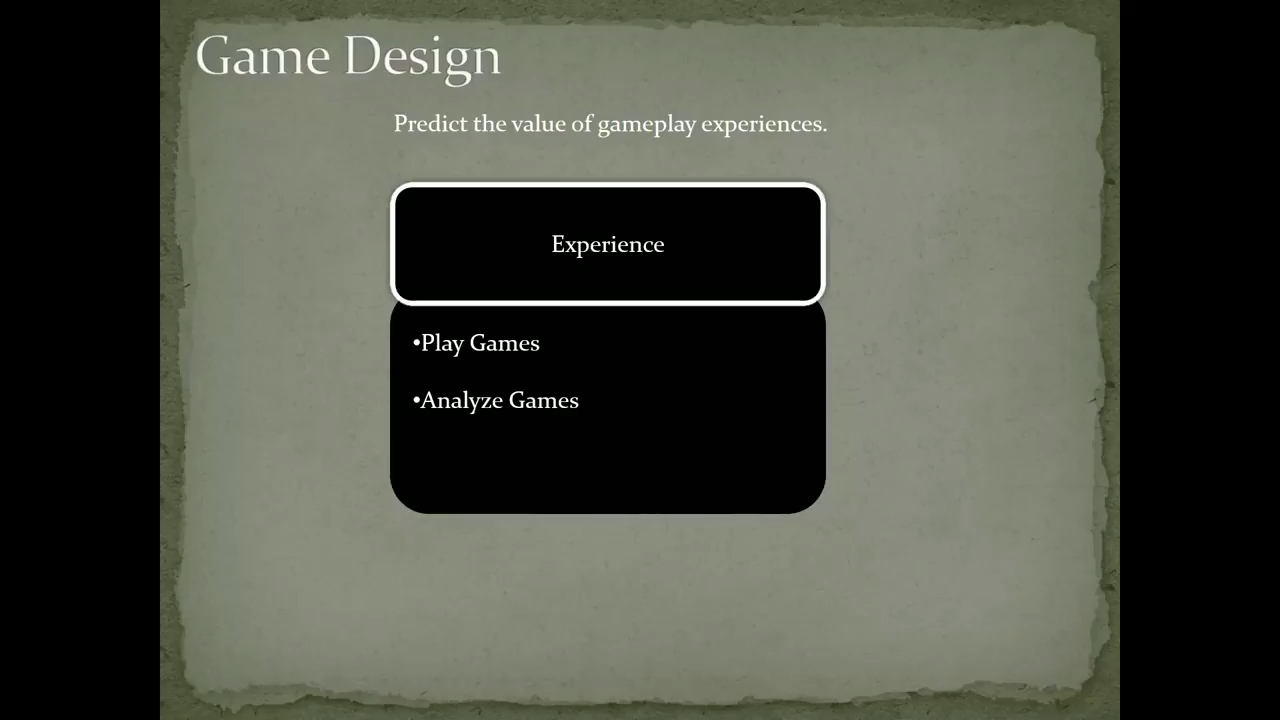 Game Design
Predict the value of gameplay experiences.
Experience
•Play Games
•Analyze Games